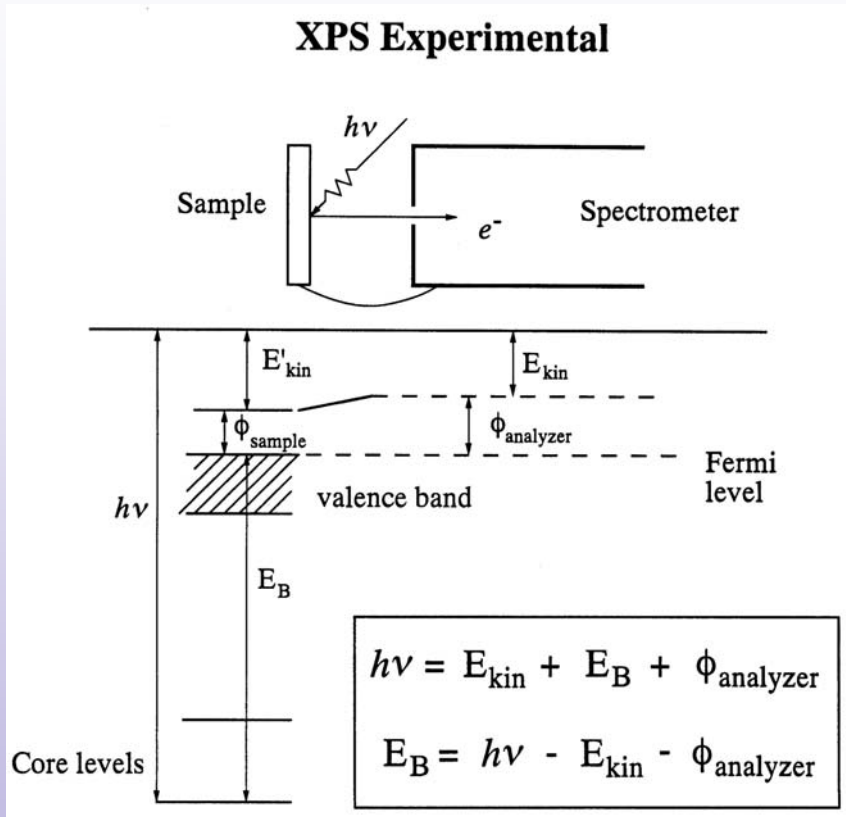 XPS Experimental
hν
Sample
e-
Spectrometer
E'kin
Ekin
ϕsample
ϕanalyzer
Fermi
level
valence band
hν
EB
hν = Ekin + EB + ϕanalyzer
EB = hν - Ekin - ϕanalyzer
Core levels